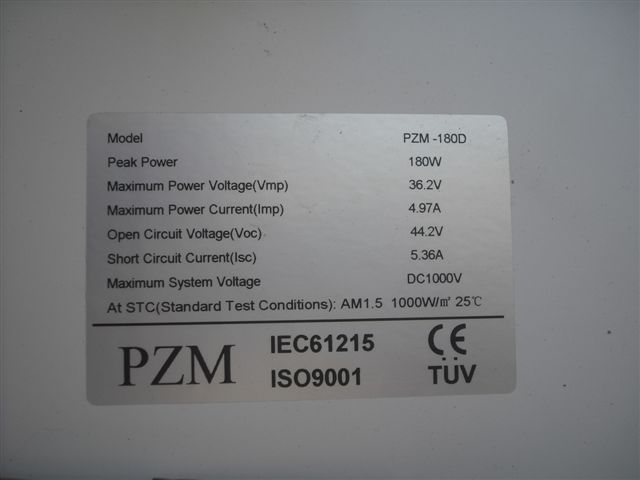 Model PZM -180D
Peak Power 180W
Maximum Power Voltage(Vmp) 36.2V
Maximum Power Current(Imp) 4.97A
Open Circuit Voltage(Voc) 44.2V
Short Circuit Current(Isc) 5.36A
Maximum System Voltage DC1000V
At STC(Standard Test Conditions): AM1.5 1000W/㎡ 25℃
PZM
IEC61215 CE
ISO9001 TÜV